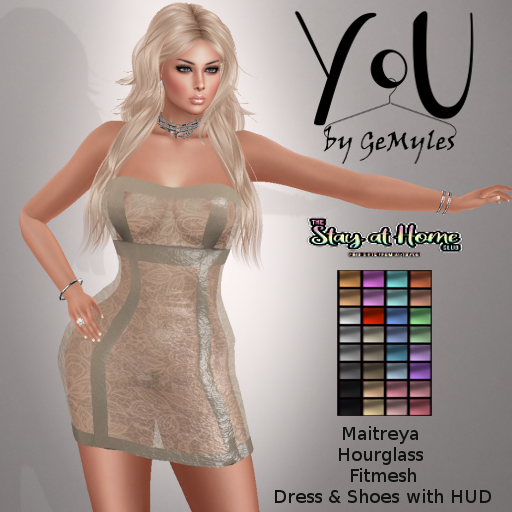 YoU
by GeMyles
THE
Stay at Home
CLUB
Maitreya
Hourglass
Fitmesh
Dress & Shoes with HUD